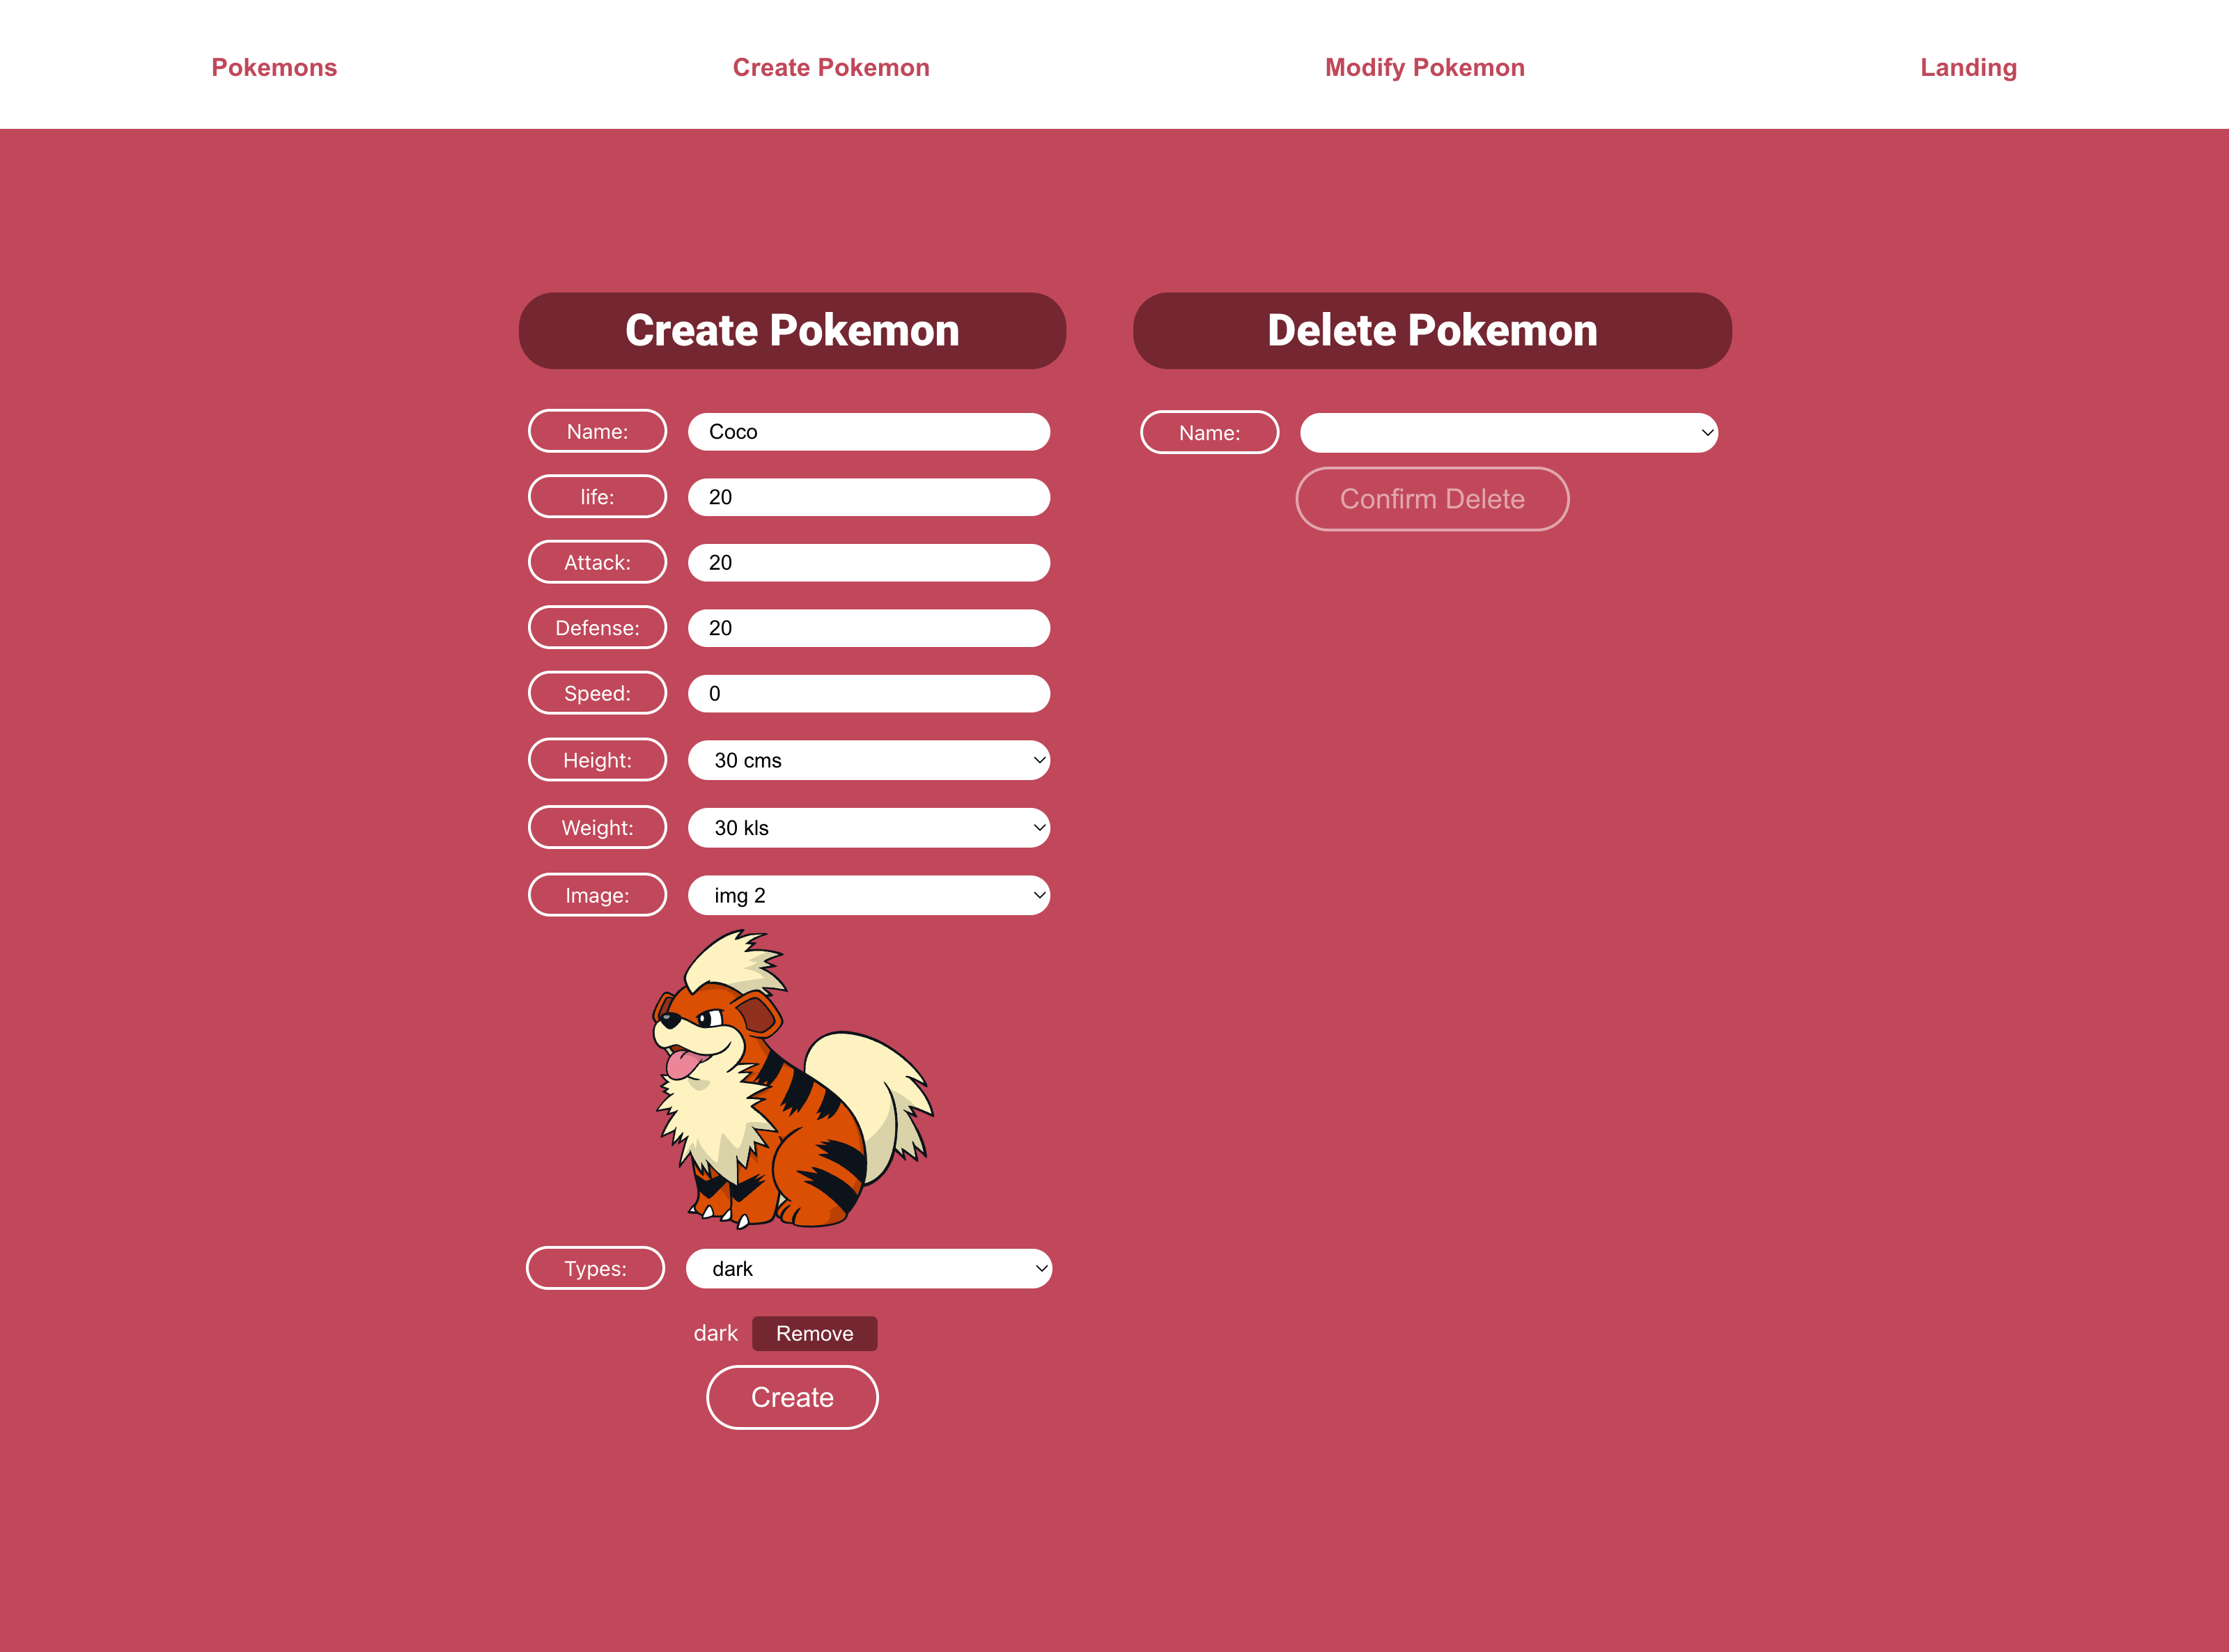 Pokemons Create Pokemon Modify Pokemon Landing
Create Pokemon
Name: Coco
life: 20
Attack: 20
Defense: 20
Speed: 0
Height: 30 cms
Weight: 30 kls
Image: img 2
Types: dark
dark Remove
Create
Delete Pokemon
Name:
Confirm Delete